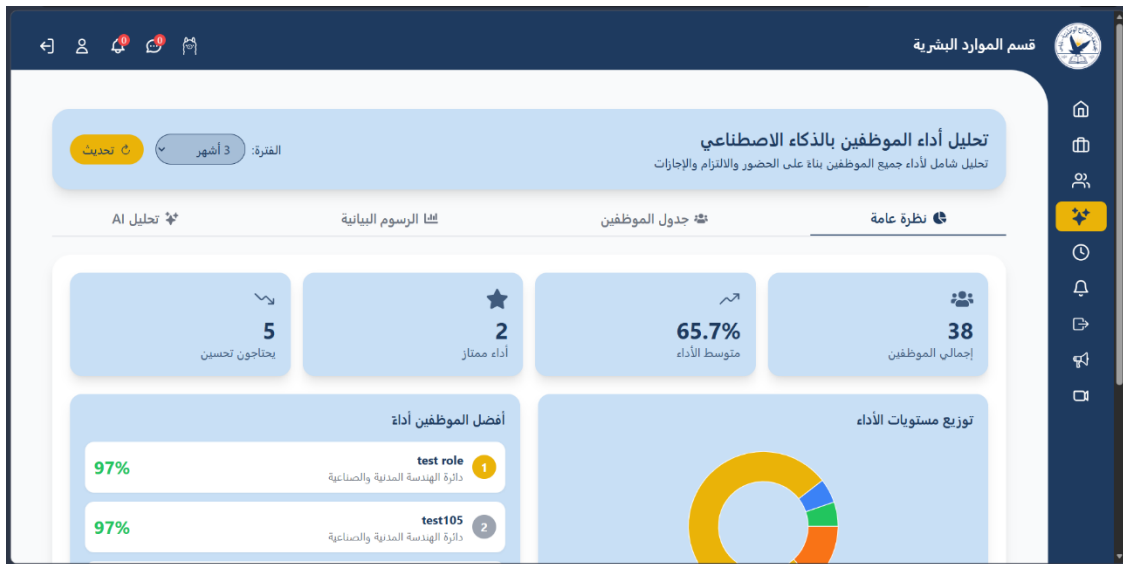 قسم الموارد البشرية
0
0
تحليل أداء الموظفين بالذكاء الاصطناعي
تحليل شامل لأداء جميع الموظفين بناءً على الحضور والالتزام والإجازات
الفترة:
3 أشهر
تحديث
نظرة عامة
جدول الموظفين
الرسوم البيانية
تحليل AI
38
إجمالي الموظفين
65.7%
متوسط الأداء
2
أداء ممتاز
5
يحتاجون تحسين
توزيع مستويات الأداء
أفضل الموظفين أداءً
1
test role
دائرة الهندسة المدنية والصناعية
97%
2
test105
دائرة الهندسة المدنية والصناعية
97%